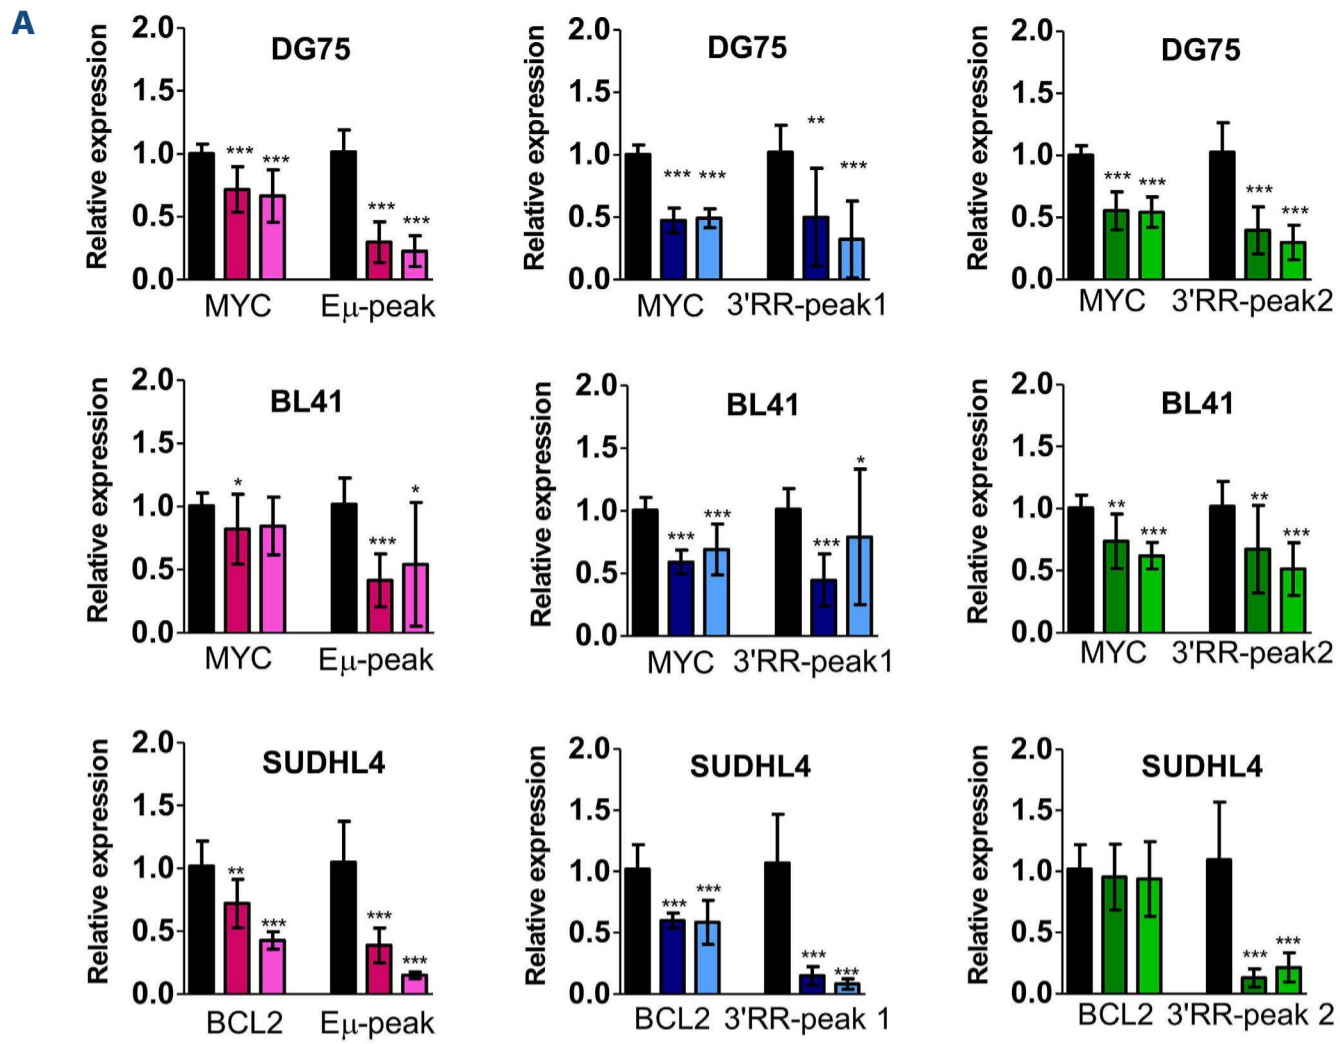 A
DG75
Relative expression
2.0
1.5
1.0
0.5
0.0
*** *** *** ***
MYC Eμ-peak
DG75
Relative expression
2.0
1.5
1.0
0.5
0.0
*** *** ** ***
MYC 3'RR-peak1
DG75
Relative expression
2.0
1.5
1.0
0.5
0.0
*** *** *** ***
MYC 3'RR-peak2
BL41
Relative expression
2.0
1.5
1.0
0.5
0.0
* *** *
MYC Eμ-peak
BL41
Relative expression
2.0
1.5
1.0
0.5
0.0
*** *** *** *
MYC 3'RR-peak1
BL41
Relative expression
2.0
1.5
1.0
0.5
0.0
** *** ** ***
MYC 3'RR-peak2
SUDHL4
Relative expression
2.0
1.5
1.0
0.5
0.0
** *** *** ***
BCL2 Eμ-peak
SUDHL4
Relative expression
2.0
1.5
1.0
0.5
0.0
*** *** *** ***
BCL2 3'RR-peak 1
SUDHL4
Relative expression
2.0
1.5
1.0
0.5
0.0
*** ***
BCL2 3'RR-peak 2